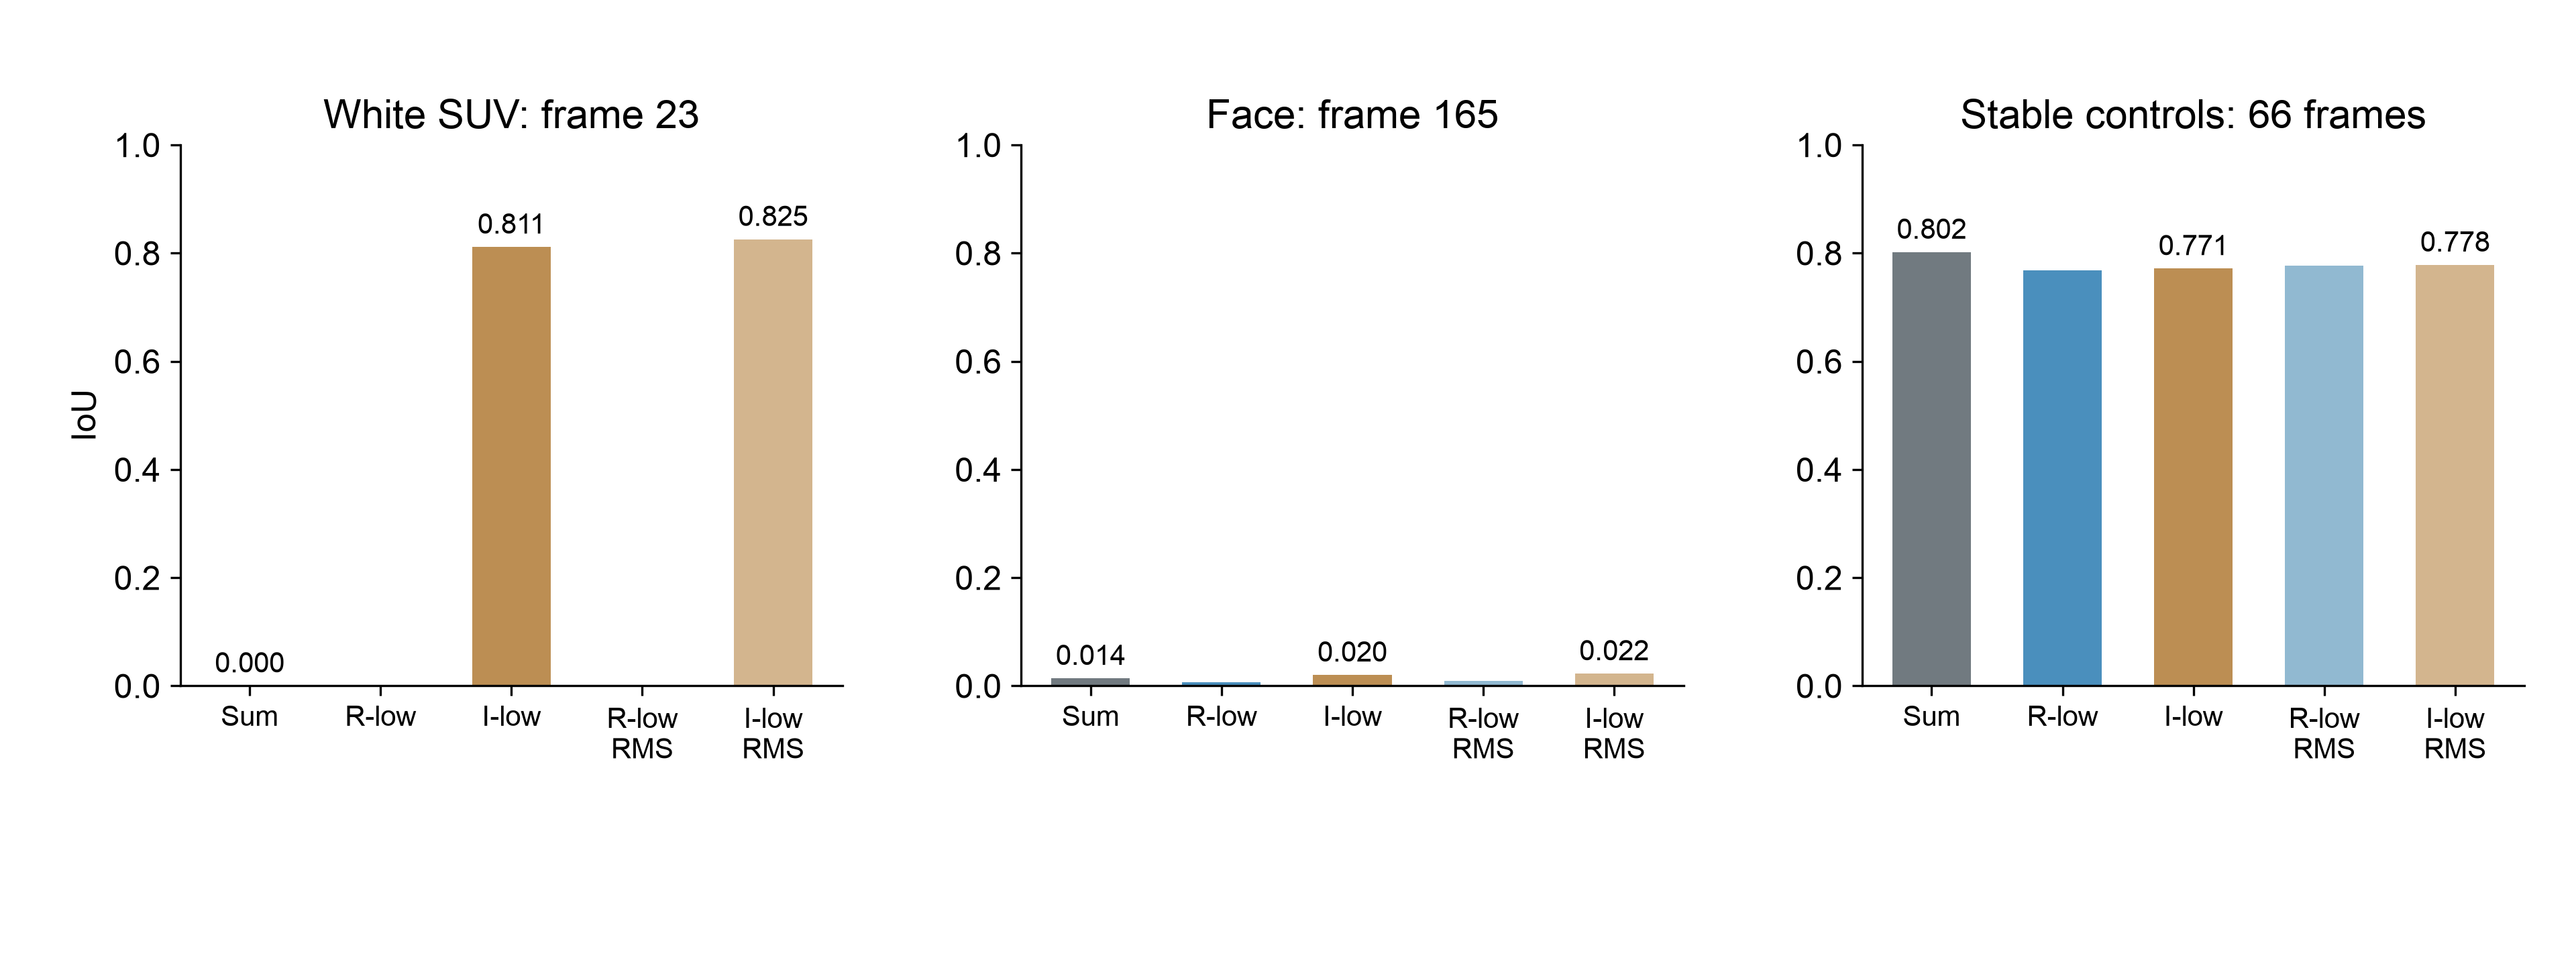 White SUV: frame 23
IoU
1.0
0.8
0.6
0.4
0.2
0.0
0.000
0.811
0.825
Sum
R-low
I-low
R-low
RMS
I-low
RMS
Face: frame 165
1.0
0.8
0.6
0.4
0.2
0.0
0.014
0.020
0.022
Sum
R-low
I-low
R-low
RMS
I-low
RMS
Stable controls: 66 frames
1.0
0.8
0.6
0.4
0.2
0.0
0.802
0.771
0.778
Sum
R-low
I-low
R-low
RMS
I-low
RMS